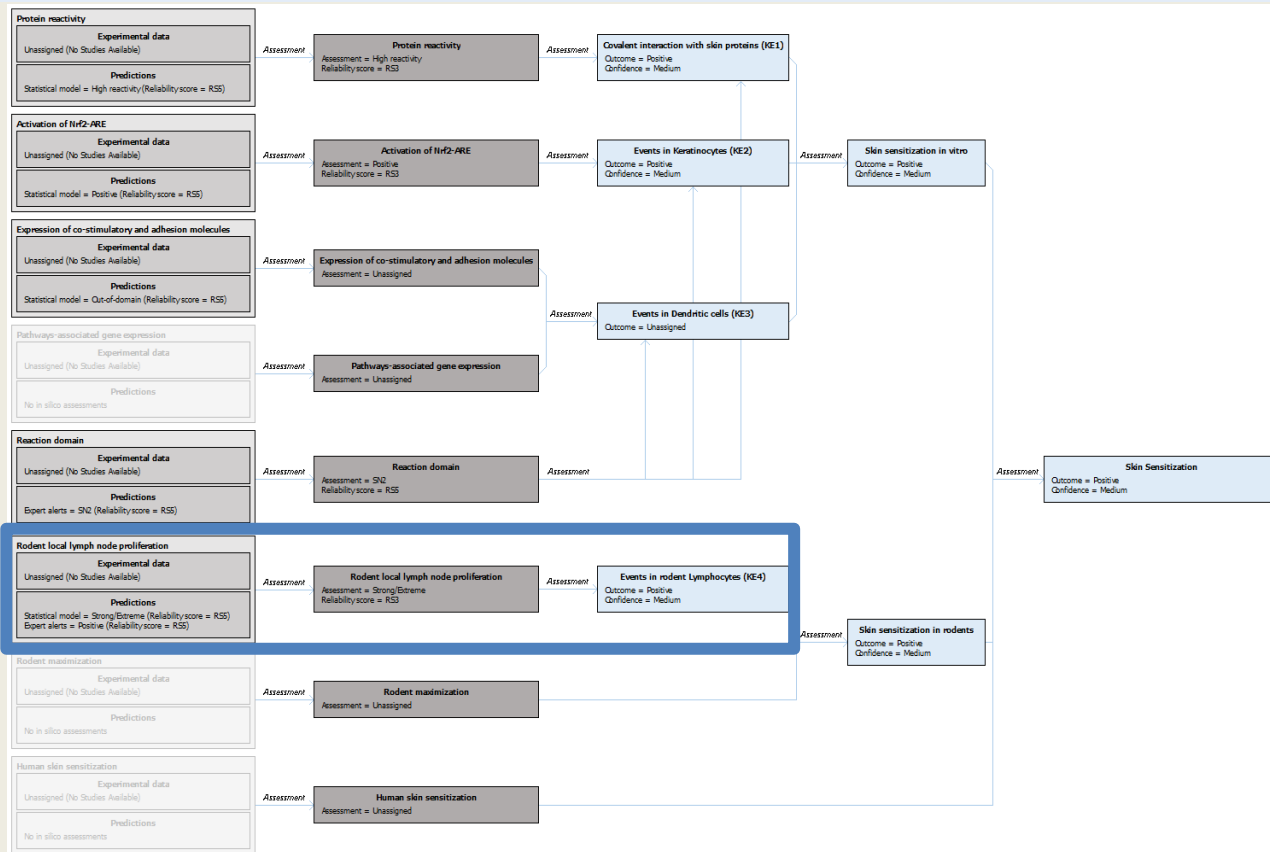 Protein reactivity
Experimental data
Unassigned (No Studies Available)
Predictions
Statistical model = High reactivity (Reliability score = RS5)
Assessment
Protein reactivity
Assessment = High reactivity
Reliability score = RS3
Assessment
Covalent interaction with skin proteins (KE1)
Outcome = Positive
Confidence = Medium
Activation of Nrf2-ARE
Experimental data
Unassigned (No Studies Available)
Predictions
Statistical model = Positive (Reliability score = RS5)
Assessment
Activation of Nrf2-ARE
Assessment = Positive
Reliability score = RS3
Assessment
Events in Keratinocytes (KE2)
Outcome = Positive
Confidence = Medium
Assessment
Skin sensitization in vitro
Outcome = Positive
Confidence = Medium
Expression of co-stimulatory and adhesion molecules
Experimental data
Unassigned (No Studies Available)
Predictions
Statistical model = Out-of-domain (Reliability score = RS5)
Assessment
Expression of co-stimulatory and adhesion molecules
Assessment = Unassigned
Assessment
Events in Dendritic cells (KE3)
Outcome = Unassigned
Pathways-associated gene expression
Experimental data
Unassigned (No Studies Available)
Predictions
No in silico assessments
Assessment
Pathways-associated gene expression
Assessment = Unassigned
Reaction domain
Experimental data
Unassigned (No Studies Available)
Predictions
Expert alerts = SN2 (Reliability score = RS5)
Assessment
Reaction domain
Assessment = SN2
Reliability score = RS5
Assessment
Assessment
Skin Sensitization
Outcome = Positive
Confidence = Medium
Rodent local lymph node proliferation
Experimental data
Unassigned (No Studies Available)
Predictions
Statistical model = Strong/Extreme (Reliability score = RS5)
Expert alerts = Positive (Reliability score = RS5)
Assessment
Rodent local lymph node proliferation
Assessment = Strong/Extreme
Reliability score = RS3
Assessment
Events in rodent Lymphocytes (KE4)
Outcome = Positive
Confidence = Medium
Assessment
Skin sensitization in rodents
Outcome = Positive
Confidence = Medium
Rodent maximization
Experimental data
Unassigned (No Studies Available)
Predictions
No in silico assessments
Assessment
Rodent maximization
Assessment = Unassigned
Human skin sensitization
Experimental data
Unassigned (No Studies Available)
Predictions
No in silico assessments
Assessment
Human skin sensitization
Assessment = Unassigned